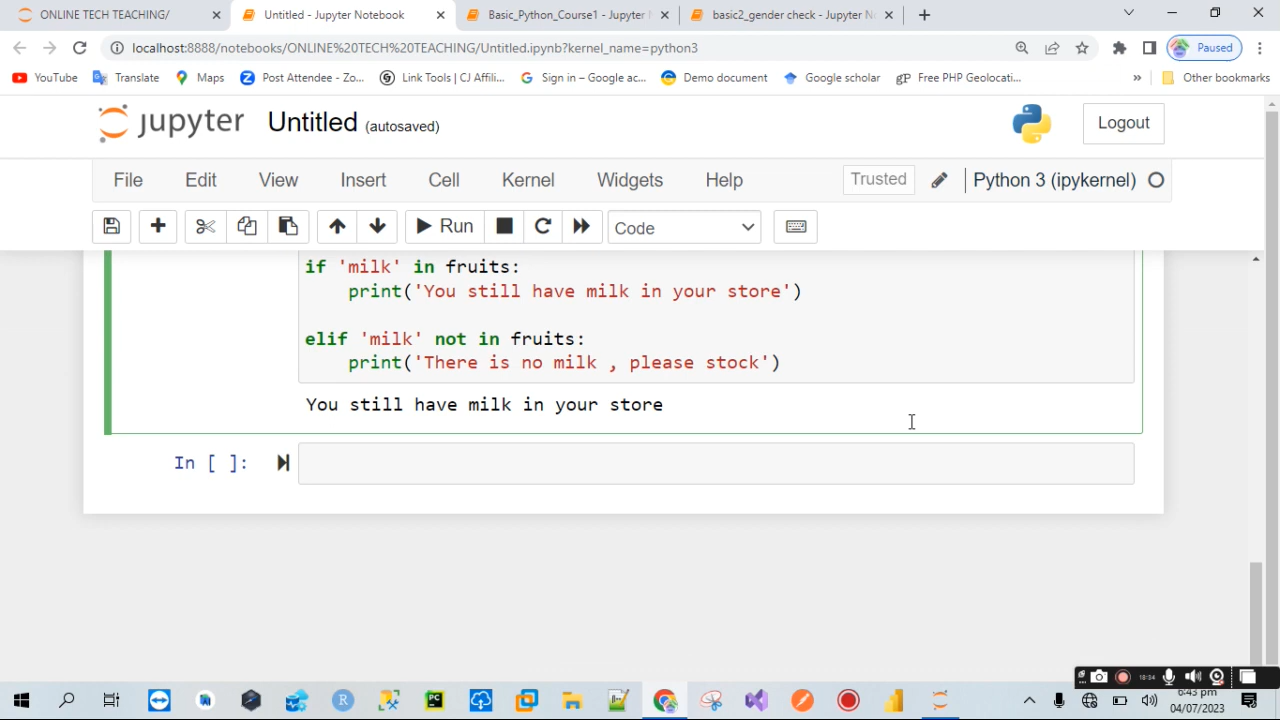 ONLINE TECH TEACHING/
Untitled - Jupyter Notebook
Basic_Python_Course1 - Jupyter
basic2_gender check - Jupyter N
localhost:8888/notebooks/ONLINE%20TECH%20TEACHING/Untitled.ipynb?kernel_name=python3
Paused
YouTube
Translate
Maps
Post Attendee - Zo...
Link Tools | CJ Affili...
Sign in – Google ac...
Demo document
Google scholar
Free PHP Geolocati...
»
Other bookmarks
jupyter
Untitled (autosaved)
Logout
File Edit View Insert Cell Kernel Widgets Help
Trusted
Python 3 (ipykernel)
Run
Code
if 'milk' in fruits:
print('You still have milk in your store')
elif 'milk' not in fruits:
print('There is no milk , please stock')
You still have milk in your store
In [ ]:
18:34
6:43 pm
04/07/2023